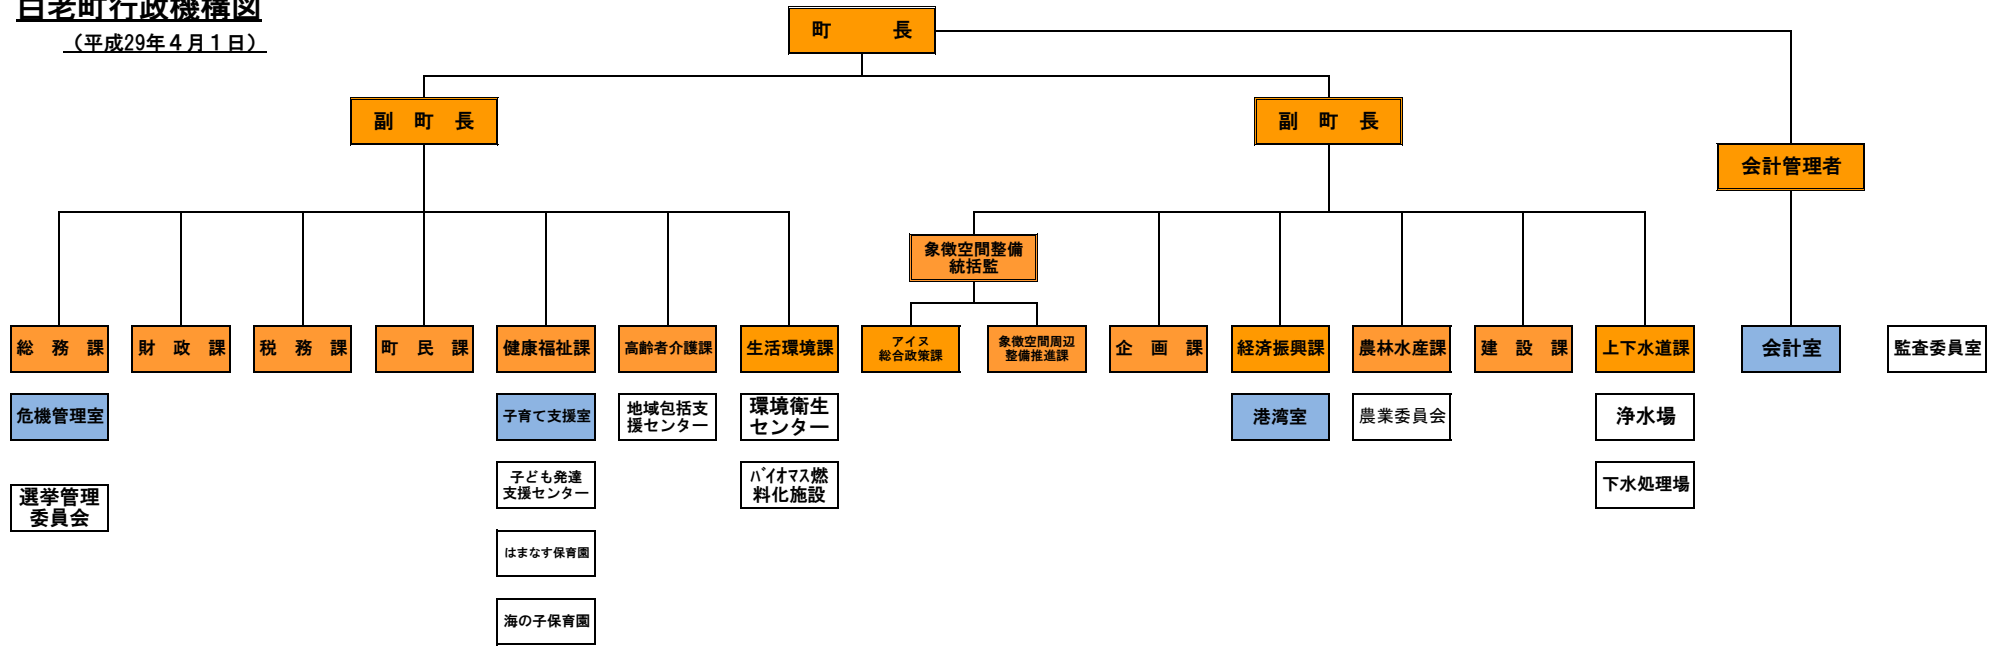 白老町行政機構図
（平成29年４月１日）
町　長
副　町　長
副　町　長
会計管理者
象徴空間整備
統括監
総　務　課
財　政　課
税　務　課
町　民　課
健康福祉課
高齢者介護課
生活環境課
アイヌ
総合政策課
象徴空間周辺
整備推進課
企　画　課
経済振興課
農林水産課
建　設　課
上下水道課
会計室
監査委員室
危機管理室
子育て支援室
地域包括支
援センター
環境衛生
センター
港湾室
農業委員会
浄水場
選挙管理
委員会
子ども発達
支援センター
ﾊﾞｲｵﾏｽ燃
料化施設
下水処理場
はまなす保育園
海の子保育園